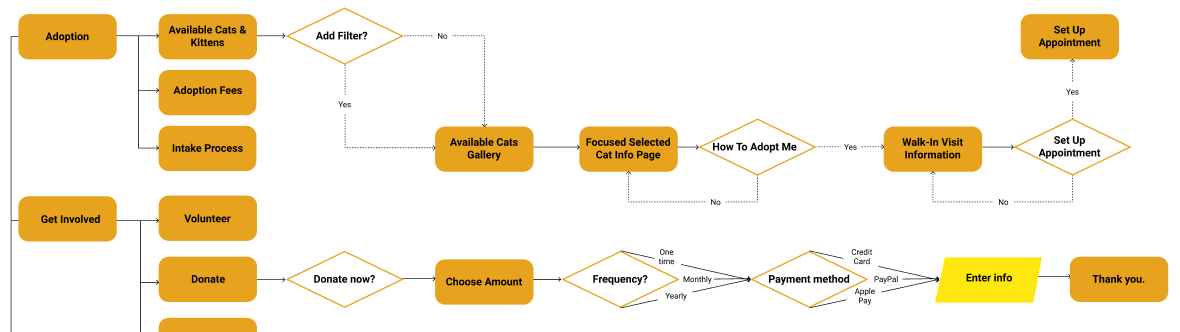 Adoption
Available Cats &
Kittens
Add Filter?
No
Set Up
Appointment
Adoption Fees
Yes
Yes
Intake Process
Available Cats
Gallery
Focused Selected
Cat Info Page
How To Adopt Me
Yes
Walk-In Visit
Information
Set Up
Appointment
No
No
Get Involved
Volunteer
Donate
Donate now?
Choose Amount
Frequency?
One
time
Monthly
Yearly
Payment method
Credit
Card
PayPal
Apple
Pay
Enter info
Thank you.